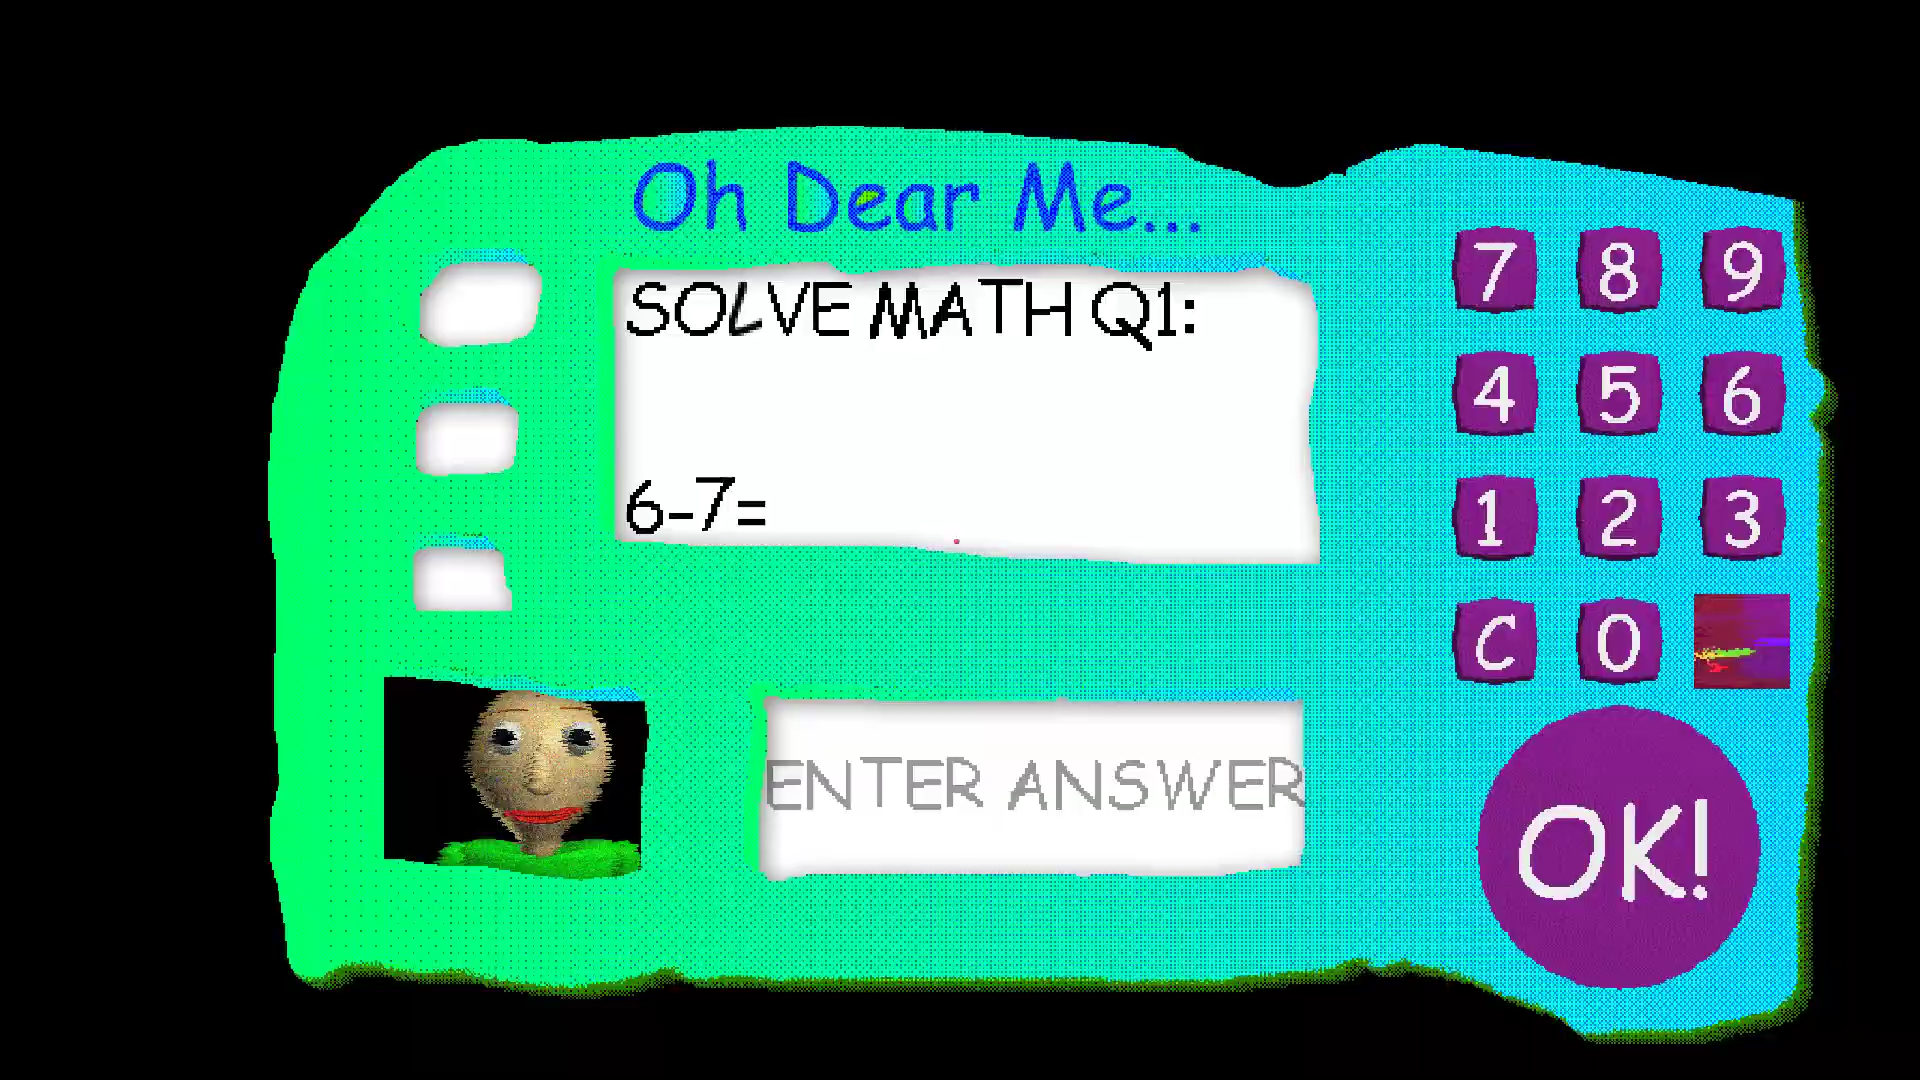 Oh Dear Me...
SOLVE MATH Q1:
6-7=
ENTER ANSWER
7 8 9
4 5 6
1 2 3
C 0
OK!